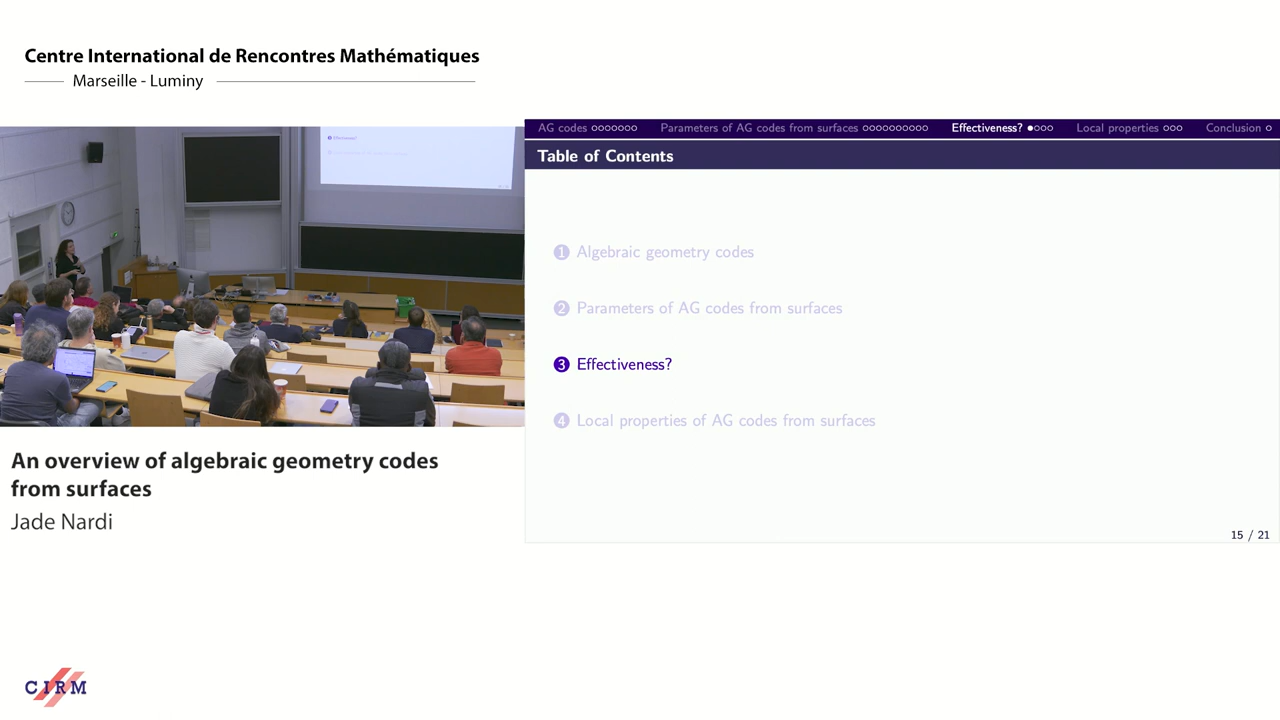 Centre International de Rencontres Mathématiques
Marseille - Luminy
AG codes
Parameters of AG codes from surfaces
Effectiveness?
Local properties
Conclusion
Table of Contents
1 Algebraic geometry codes
2 Parameters of AG codes from surfaces
3 Effectiveness?
4 Local properties of AG codes from surfaces
15 / 21
An overview of algebraic geometry codes
from surfaces
Jade Nardi
CIRM